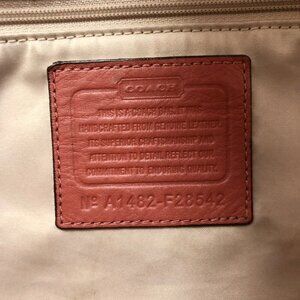 COACH
THIS IS A COACH BAG. IT WAS
HANDCRAFTED FROM GENUINE LEATHER.
ITS SUPERIOR CRAFTSMANSHIP AND
ATTENTION TO DETAIL REFLECT OUR
COMMITMENT TO ENDURING QUALITY.
Nº A1482-F28542